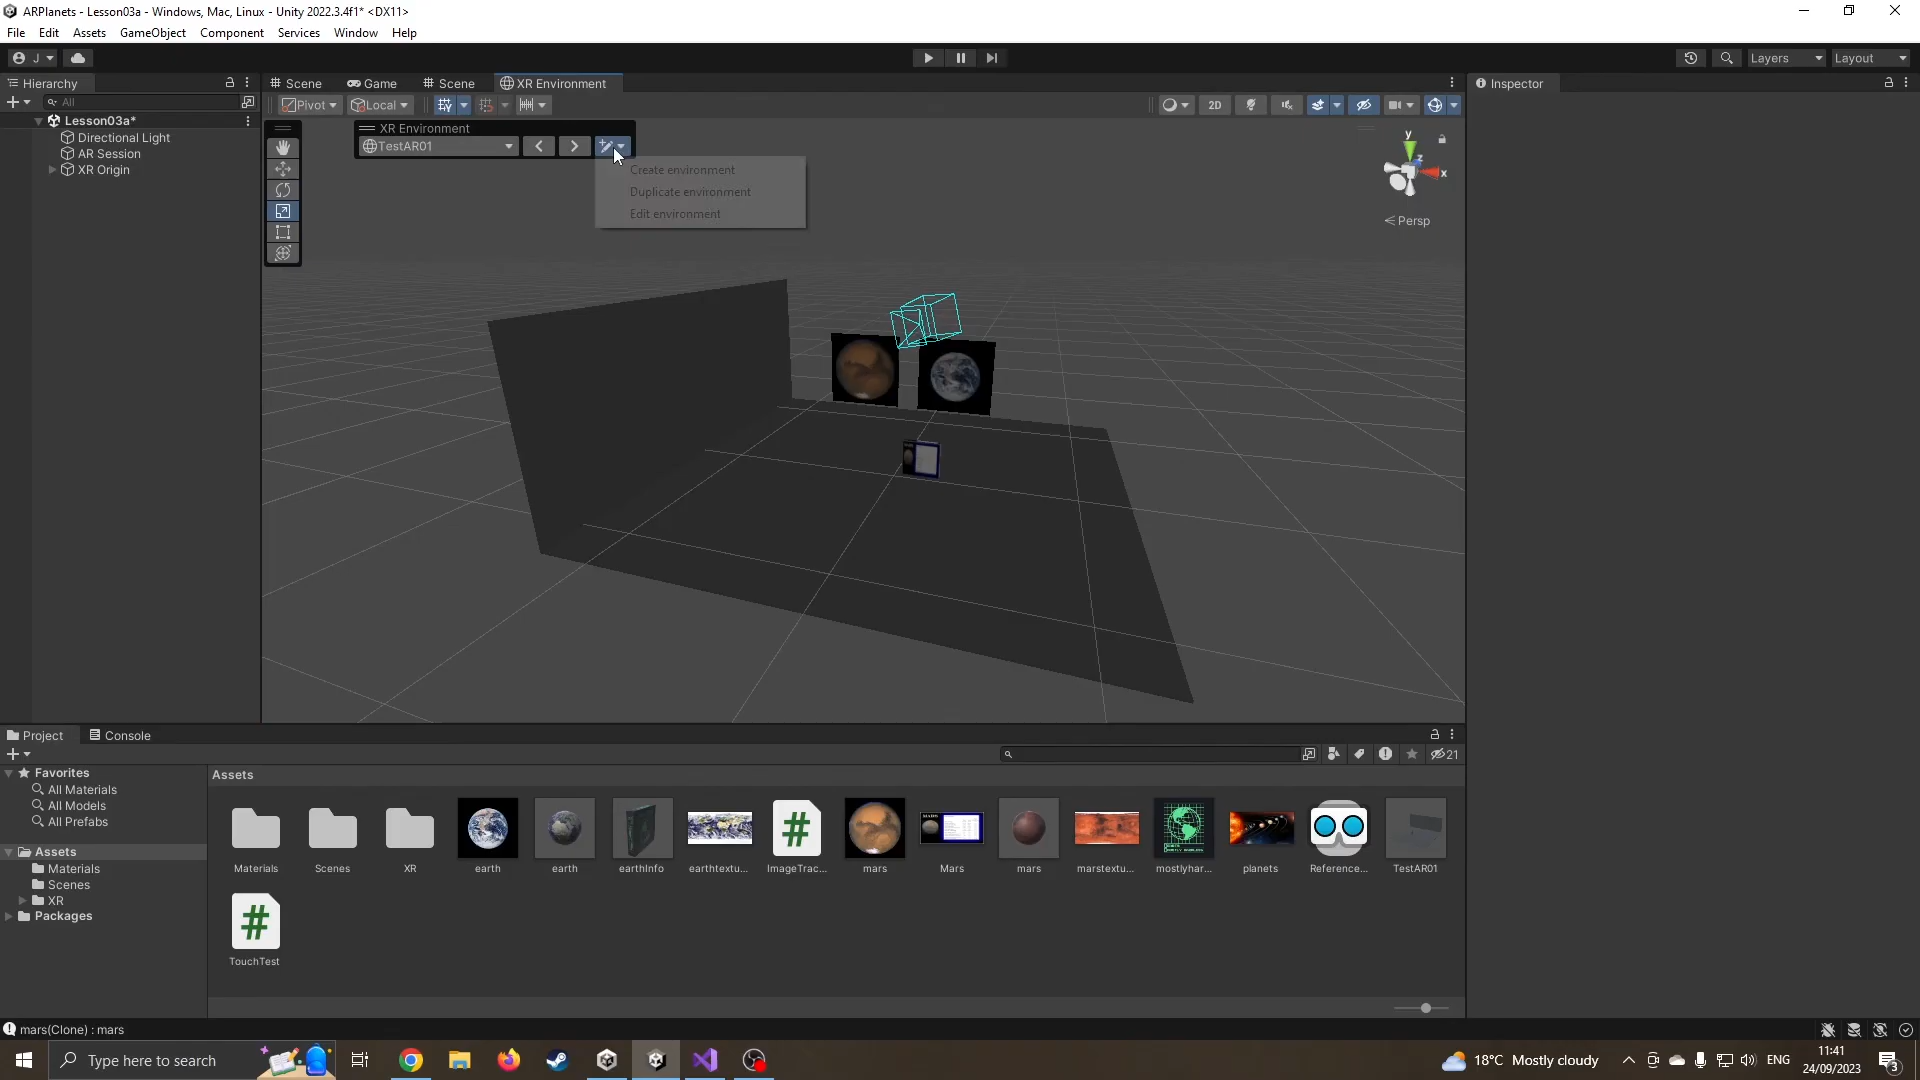 ARPlanets - Lesson03a - Windows, Mac, Linux - Unity 2022.3.4f1* <DX11>
File Edit Assets GameObject Component Services Window Help
J Layers Layout
Hierarchy Scene Game Scene XR Environment Inspector
All Pivot Local 2D
Lesson03a*
Directional Light
AR Session
XR Origin
XR Environment
TestAR01
Create environment
Duplicate environment
Edit environment
y
z
x
Persp
Project Console
21
Favorites
All Materials
All Models
All Prefabs
Assets
Materials
Scenes
XR
Packages
Assets
Materials Scenes XR earth earth earthInfo earthtextu... ImageTrac... mars Mars mars marstextu... mostlyhar... planets Reference... TestAR01
TouchTest
mars(Clone) : mars
Type here to search
18°C Mostly cloudy
ENG
11:41
24/09/2023
3